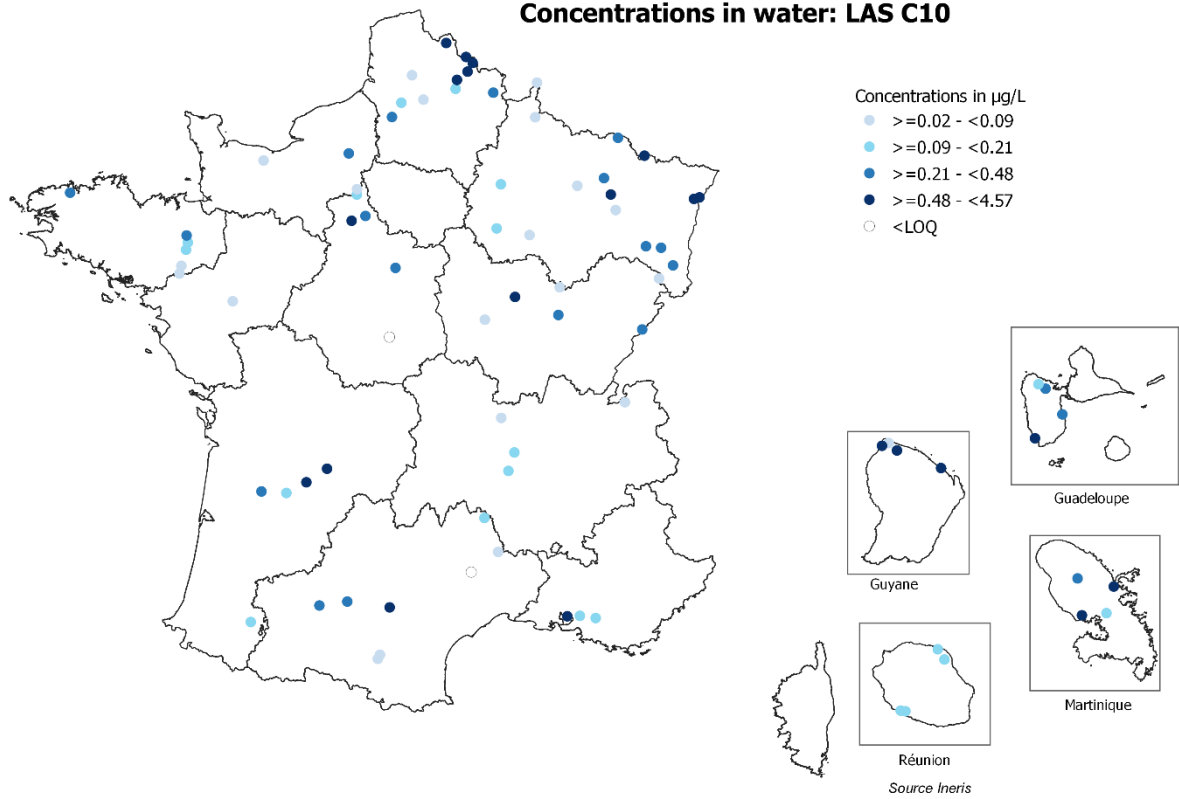 Concentrations in water: LAS C10
Concentrations in µg/L
>=0.02 - <0.09
>=0.09 - <0.21
>=0.21 - <0.48
>=0.48 - <4.57
<LOQ
Guadeloupe
Guyane
Martinique
Réunion
Source Ineris